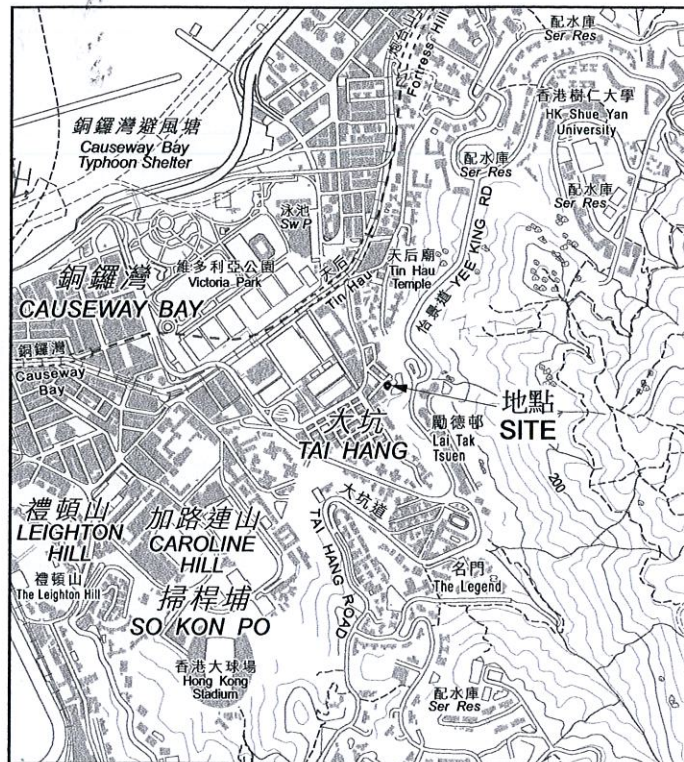 配水庫
Ser Res
配水庫
Ser Res
Fortress Hill
香港樹仁大學
HK Shue Yan
University
銅鑼灣避風塘
Causeway Bay
Typhoon Shelter
配水庫
Ser Res
配水庫
Ser Res
泳池
Sw P
天后廟
Tin Hau
Temple
怡景道 YEE KING RD
維多利亞公園
Victoria Park
天后
Tin Hau
銅鑼灣
CAUSEWAY BAY
銅鑼灣
Causeway
Bay
地點
SITE
大坑
TAI HANG
勵德邨
Lai Tak
Tsuen
200
大坑道
TAI HANG ROAD
禮頓山
LEIGHTON
HILL
加路連山
CAROLINE
HILL
禮頓山
The Leighton Hill
名門
The Legend
掃桿埔
SO KON PO
香港大球場
Hong Kong
Stadium
配水庫
Ser Res